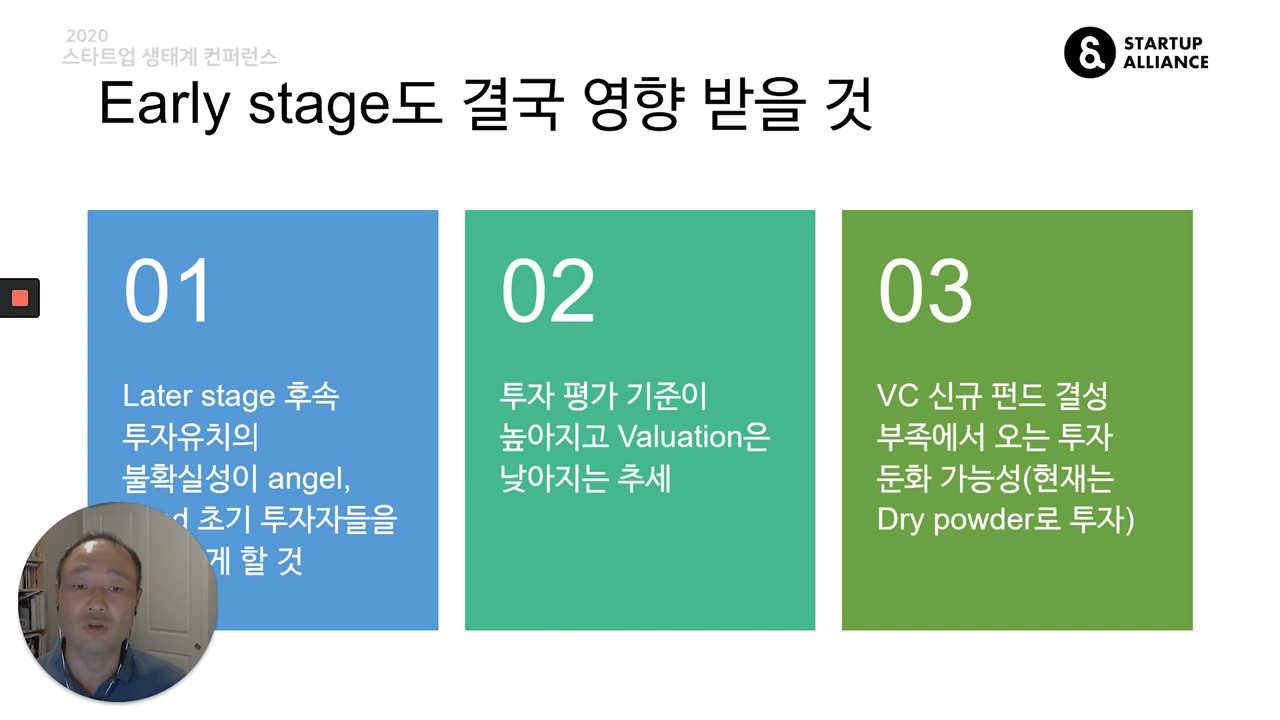 2020
스타트업 생태계 컨퍼런스
STARTUP
ALLIANCE
Early stage도 결국 영향 받을 것
01
Later stage 후속
투자유치의
불확실성이 angel,
초기 투자자들을
게 할 것
02
투자 평가 기준이
높아지고 Valuation은
낮아지는 추세
03
VC 신규 펀드 결성
부족에서 오는 투자
둔화 가능성(현재는
Dry powder로 투자)